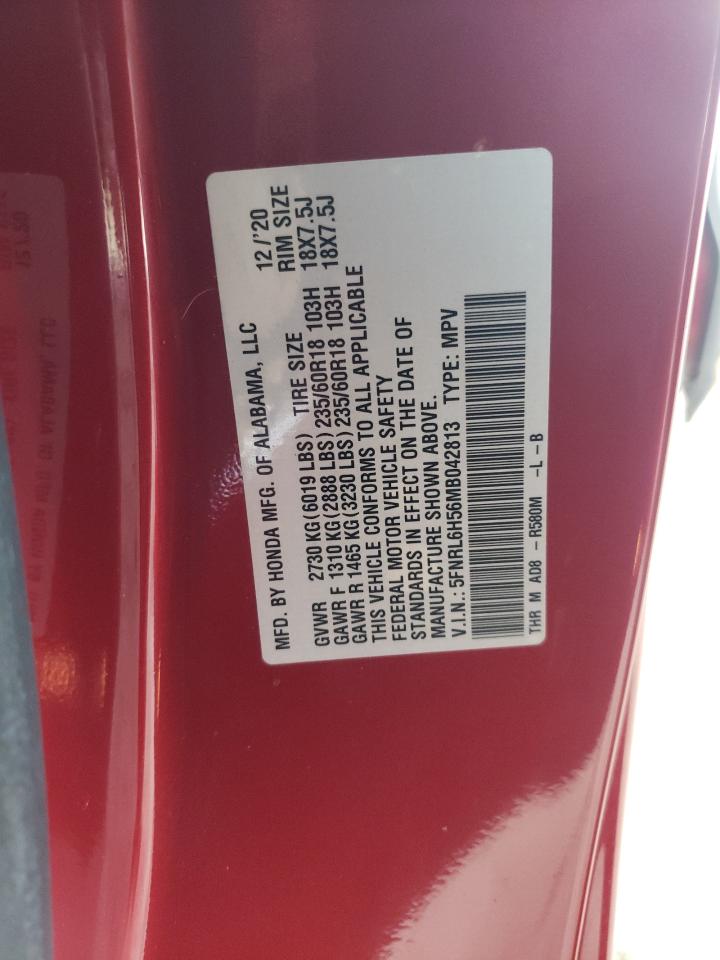 MFD. BY HONDA MFG. OF ALABAMA, LLC 12/'20
GVWR 2730 KG (6019 LBS) TIRE SIZE RIM SIZE
GAWR F 1310 KG (2888 LBS) 235/60R18 103H 18X7.5J
GAWR R 1465 KG (3230 LBS) 235/60R18 103H 18X7.5J
THIS VEHICLE CONFORMS TO ALL APPLICABLE
FEDERAL MOTOR VEHICLE SAFETY
STANDARDS IN EFFECT ON THE DATE OF
MANUFACTURE SHOWN ABOVE.
V.I.N.: 5FNRL6H56MB042813 TYPE: MPV
THR M AD8 - R580M -L - B